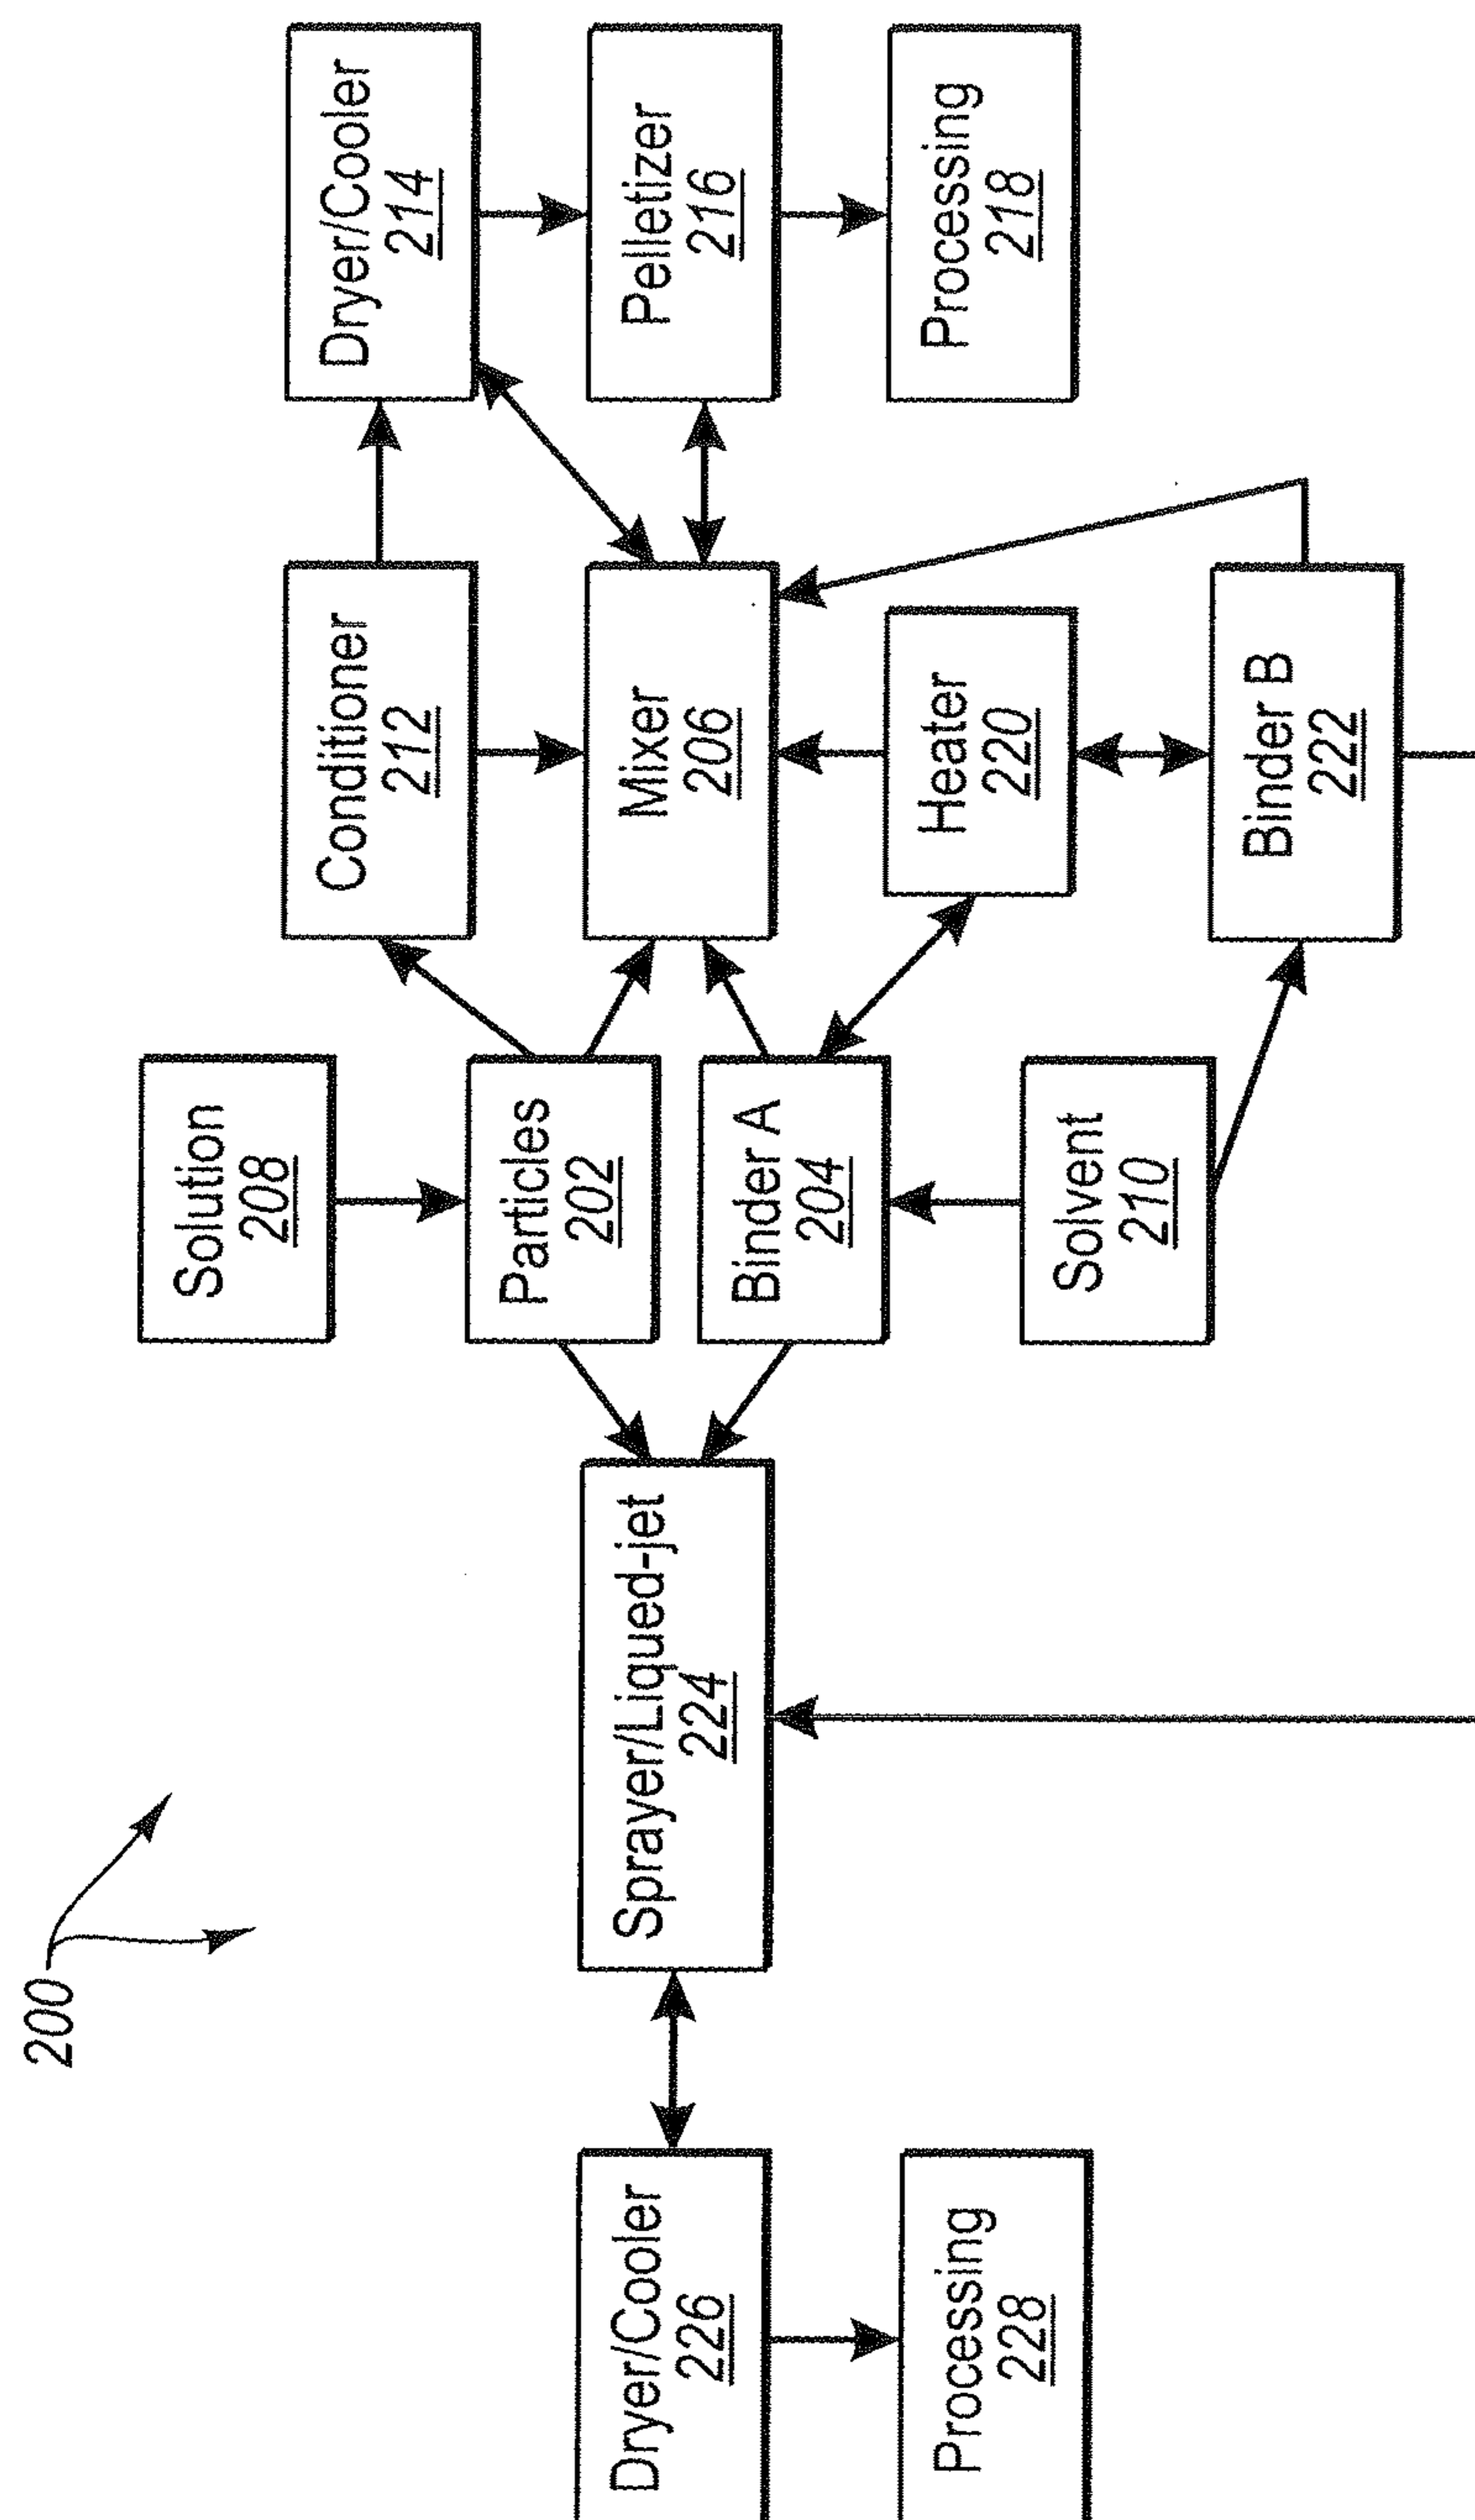 200
Dryer/Cooler
226
Processing
228
Sprayer/Liqued-jet
224
Solution
208
Particles
202
Binder A
204
Solvent
210
Conditioner
212
Mixer
206
Heater
220
Binder B
222
Dryer/Cooler
214
Pelletizer
216
Processing
218